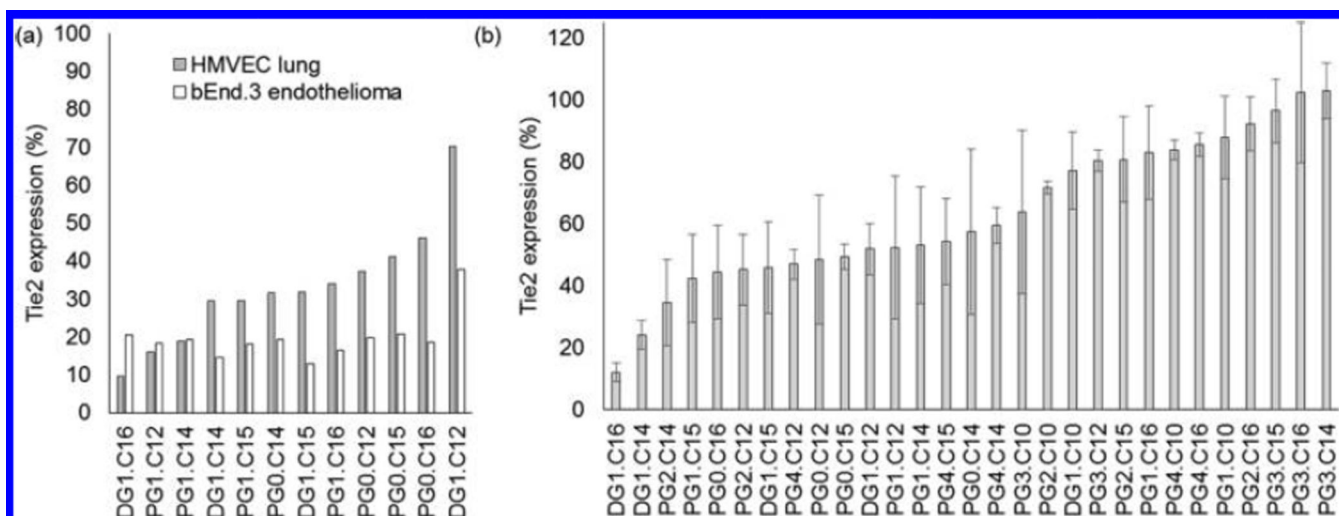 (a)
100
90
80
70
60
50
40
30
20
10
0
Tie2 expression (%)
HMVEC lung
bEnd.3 endothelioma
DG1.C16
PG1.C12
PG1.C14
DG1.C14
PG1.C15
PG0.C14
DG1.C15
PG1.C16
PG0.C12
PG0.C15
PG0.C16
DG1.C12
(b)
120
100
80
60
40
20
0
Tie2 expression (%)
DG1.C16
DG1.C14
PG2.C14
PG1.C15
PG0.C16
PG2.C12
DG1.C15
PG4.C12
PG0.C12
PG0.C15
DG1.C12
PG1.C12
PG1.C14
PG4.C15
PG0.C14
PG4.C14
PG3.C10
PG2.C10
DG1.C10
PG3.C12
PG2.C15
PG1.C16
PG4.C10
PG4.C16
PG1.C10
PG2.C16
PG3.C15
PG3.C16
PG3.C14